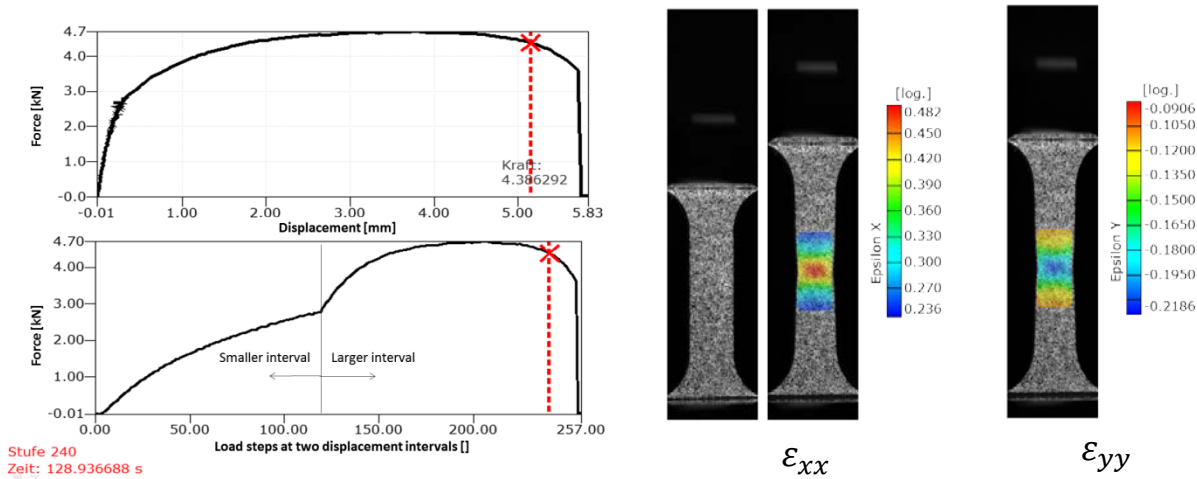 4.7
4.0
3.0
2.0
1.0
-0.0
Force [kN]
Kraft:
4.386292
-0.01
1.00
2.00
3.00
4.00
5.00
5.83
Displacement [mm]
4.70
4.00
3.00
2.00
1.00
-0.01
Force [kN]
Smaller interval
Larger interval
0.00
50.00
100.00
150.00
200.00
257.00
Load steps at two displacement intervals []
Stufe 240
Zeit: 128.936688 s
[log.]
0.482
0.450
0.420
0.390
0.360
0.330
0.300
0.270
0.236
Epsilon X
εxx
[log.]
-0.0906
-0.1050
-0.1200
-0.1350
-0.1500
-0.1650
-0.1800
-0.1950
-0.2186
Epsilon Y
εyy